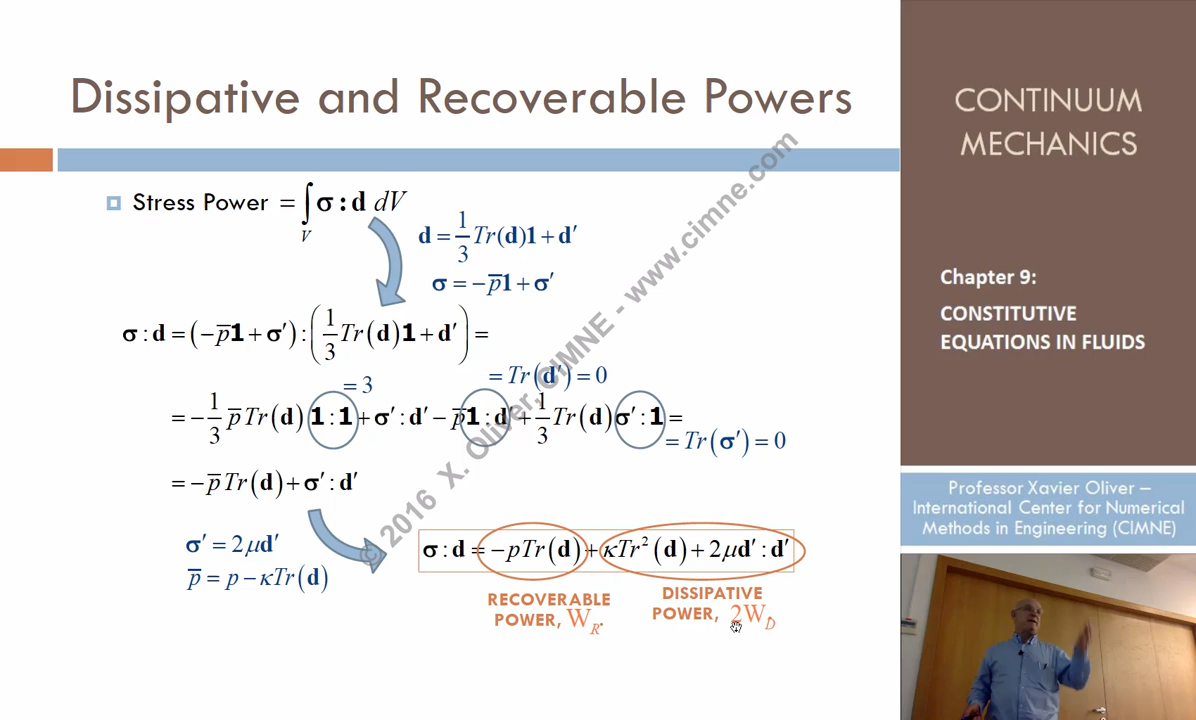 Dissipative and Recoverable Powers
Stress Power = ∫_V σ : d dV
d = 1/3 Tr(d)1 + d′
σ = −p̅1 + σ′
σ : d = (−p̅1 + σ′) : (1/3 Tr(d)1 + d′) =
= 3
= Tr(d′) = 0
= −1/3 p̅Tr(d) 1 : 1 + σ′ : d′ − p̅1 : d′ + 1/3 Tr(d)σ′ : 1 =
= Tr(σ′) = 0
= −p̅Tr(d) + σ′ : d′
σ′ = 2μd′
p̅ = p − κTr(d)
σ : d = −pTr(d) + κTr²(d) + 2μd′ : d′
RECOVERABLE
POWER, W_R.
DISSIPATIVE
POWER, 2W_D
© 2016 X. Oliver, CIMNE - www.cimne.com
CONTINUUM
MECHANICS
Chapter 9:
CONSTITUTIVE
EQUATIONS IN FLUIDS
Professor Xavier Oliver –
International Center for Numerical
Methods in Engineering (CIMNE)